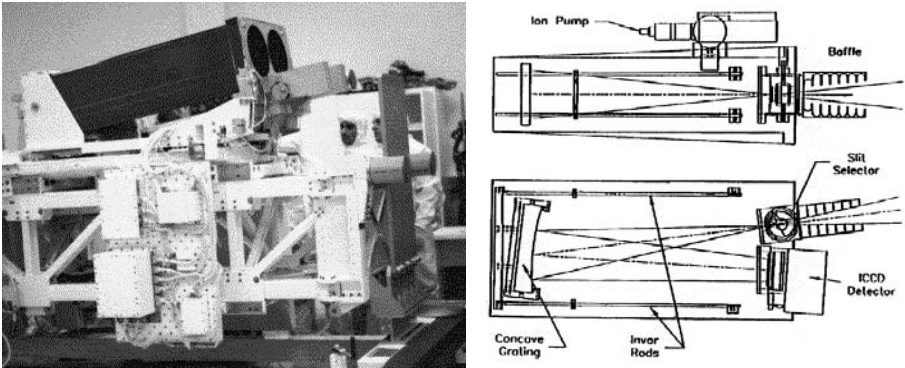 Ion Pump
Baffle
Slit
Selector
ICCD
Detector
Concave
Grating
Invar
Rods